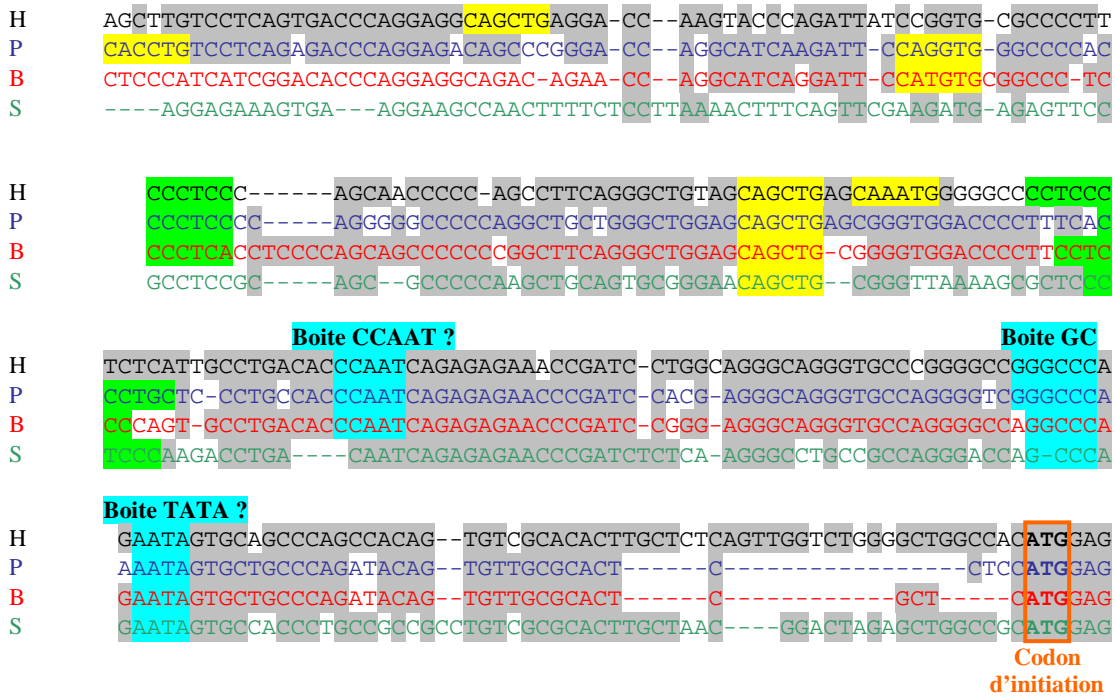 H AGCTTGTCCTCAGTGACCCAGGAGGCAGCTGAGGA-CC--AAGTACCCAGATTATCCGGTG-CGCCCCTT
P CACCTGTCCTCAGAGACCCAGGAGACAGCCCGGGA-CC--AGGCATCAAGATT-CCAGGTG-GGCCCCAC
B CTCCCATCATCGGACACCCAGGAGGCAGAC-AGAA-CC--AGGCATCAGGATT-CCATGTGCGGCCC-TC
S ----AGGAGAAAGTGA---AGGAAGCCAACTTTTCTCCTTAAAACTTTCAGTTCGAAGATG-AGAGTTCC
H CCCTCCC------AGCAACCCCC-AGCCTTCAGGGCTGTAGCAGCTGAGCAAATGGGGGCCCCTCCC
P CCCTCCCC-----AGGGGGCCCCCAGGCTGCTGGGCTGGAGCAGCTGAGCGGGTGGACCCCTTTCAC
B CCCTCACCTCCCCAGCAGCCCCCCCGGCTTCAGGGCTGGAGCAGCTG-CGGGGTGGACCCCTTCCTC
S GCCTCCGC-----AGC--GCCCCCAAGCTGCAGTGCGGGAACAGCTG--CGGGTTAAAAGCGCTCCC
Boite CCAAT ? Boite GC
H TCTCATTGCCTGACACCCAATCAGAGAGAAACCGATC-CTGGCAGGGCAGGGTGCCCGGGGCCGGGCCCA
P CCTGCTC-CCTGCCACCCAATCAGAGAGAACCCGATC-CACG-AGGGCAGGGTGCCAGGGGTCGGGCCCA
B CCCAGT-GCCTGACACCCAATCAGAGAGAACCCGATC-CGGG-AGGGCAGGGTGCCAGGGGCCAGGCCCA
S TCCCAAGACCTGA----CAATCAGAGAGAACCCGATCTCTCA-AGGGCCTGCCGCCAGGGACCAG-CCCA
Boite TATA ?
H GAATAGTGCAGCCCAGCCACAG--TGTCGCACACTTGCTCTCAGTTGGTCTGGGGCTGGCCACATGGAG
P AAATAGTGCTGCCCAGATACAG--TGTTGCGCACT------C-----------------CTCCATGGAG
B GAATAGTGCTGCCCAGATACAG--TGTTGCGCACT------C------------GCT-----CATGGAG
S GAATAGTGCCACCCTGCCGCCGCCTGTCGCGCACTTGCTAAC----GGACTAGAGCTGGCCGCATGGAG
Codon
d'initiation